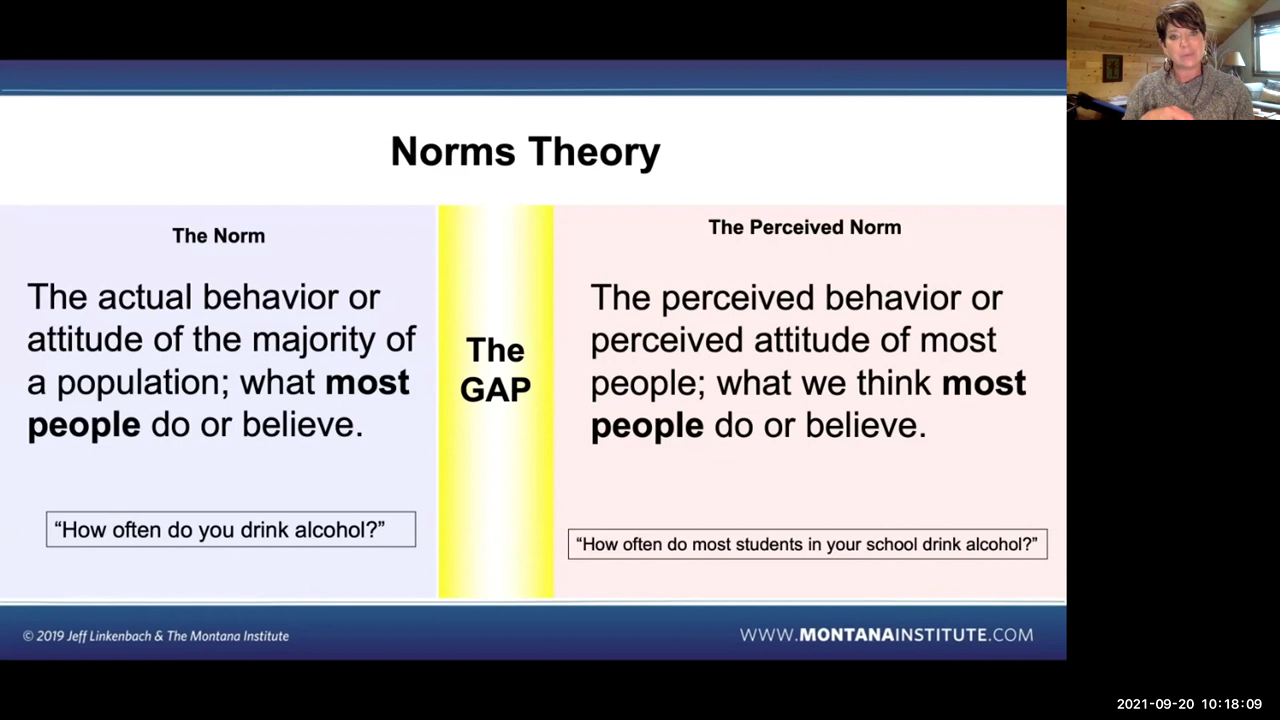 Norms Theory
The Norm
The actual behavior or
attitude of the majority of
a population; what most
people do or believe.
“How often do you drink alcohol?”
The
GAP
The Perceived Norm
The perceived behavior or
perceived attitude of most
people; what we think most
people do or believe.
“How often do most students in your school drink alcohol?”
© 2019 Jeff Linkenbach & The Montana Institute
WWW.MONTANAINSTITUTE.COM
2021-09-20 10:18:09